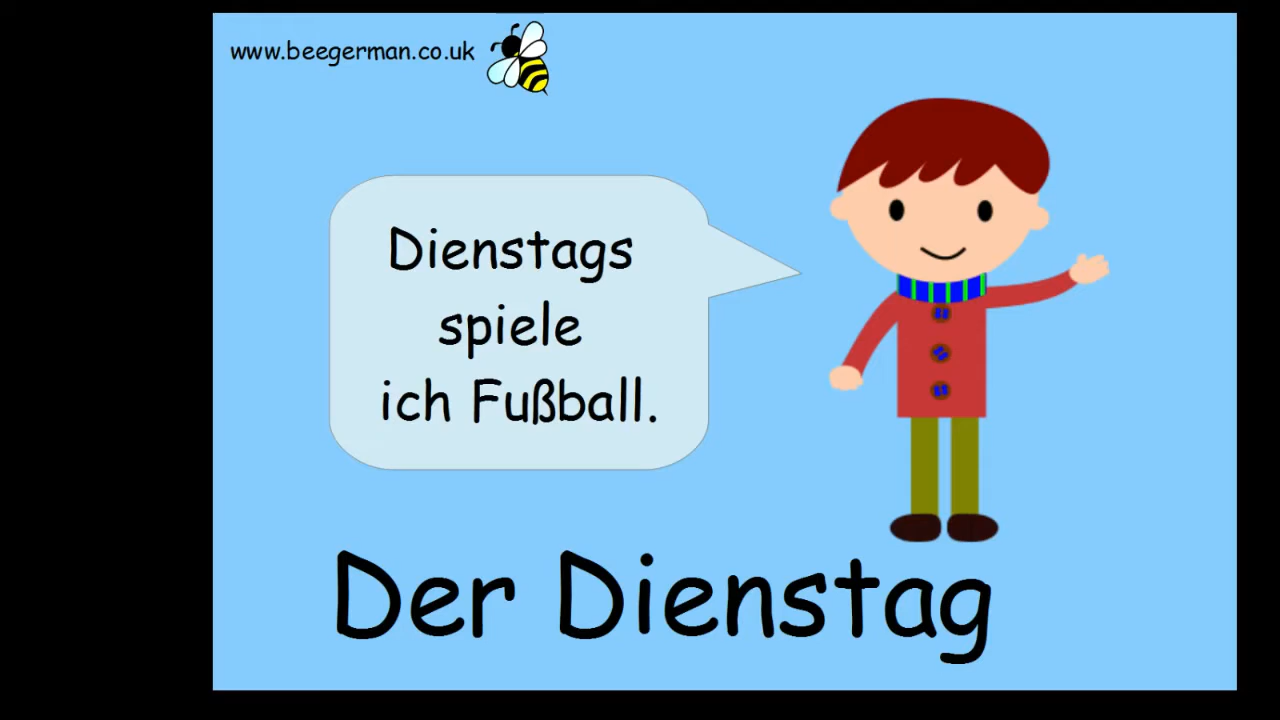 www.beegerman.co.uk
Dienstags
spiele
ich Fußball.
Der Dienstag